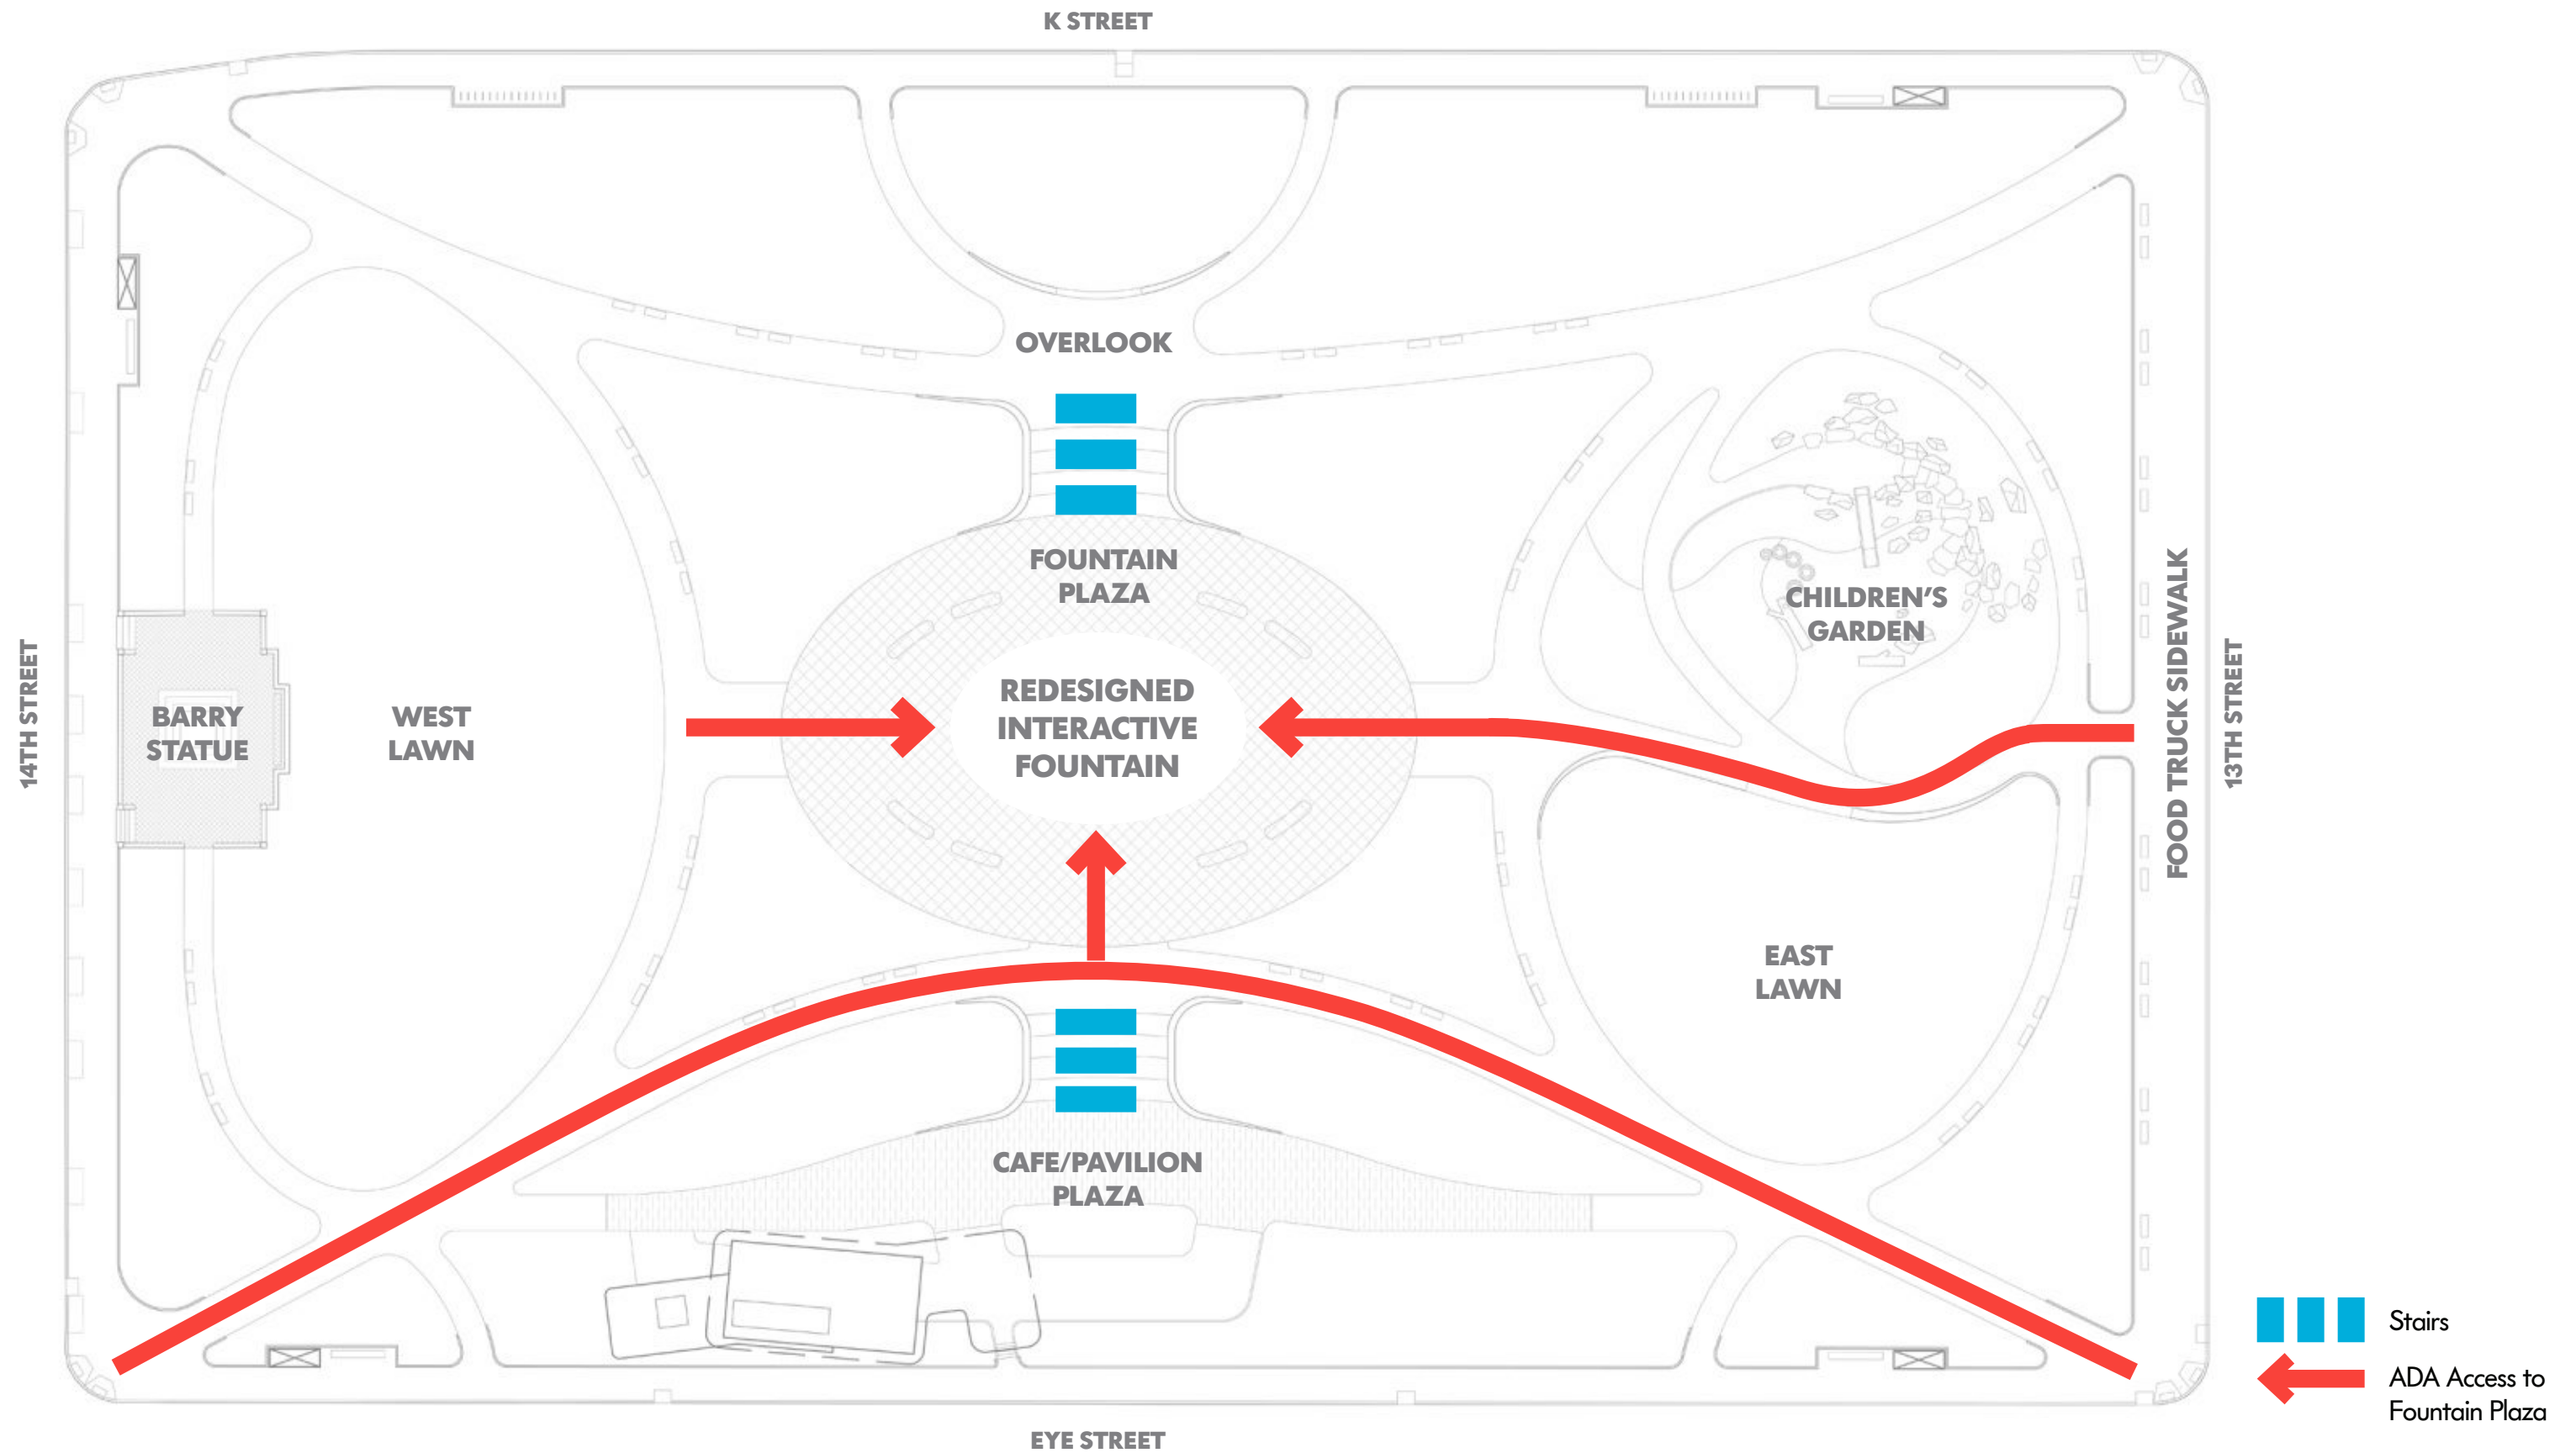 K STREET
OVERLOOK
FOUNTAIN
PLAZA
CHILDREN'S
GARDEN
14TH STREET
BARRY
STATUE
WEST
LAWN
REDESIGNED
INTERACTIVE
FOUNTAIN
FOOD TRUCK SIDEWALK
13TH STREET
EAST
LAWN
CAFE/PAVILION
PLAZA
Stairs
ADA Access to
Fountain Plaza
EYE STREET